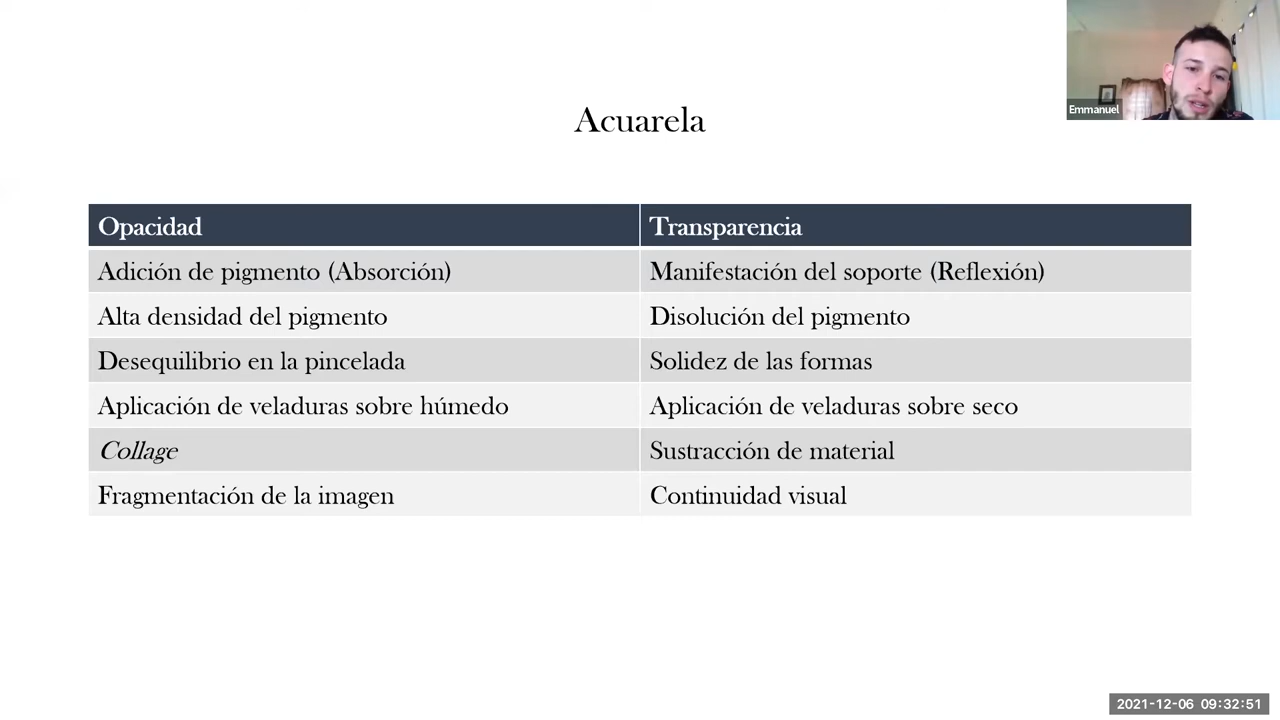 Emmanuel
Acuarela
Opacidad Transparencia
Adición de pigmento (Absorción) Manifestación del soporte (Reflexión)
Alta densidad del pigmento Disolución del pigmento
Desequilibrio en la pincelada Solidez de las formas
Aplicación de veladuras sobre húmedo Aplicación de veladuras sobre seco
Collage Sustracción de material
Fragmentación de la imagen Continuidad visual
2021-12-06 09:32:51